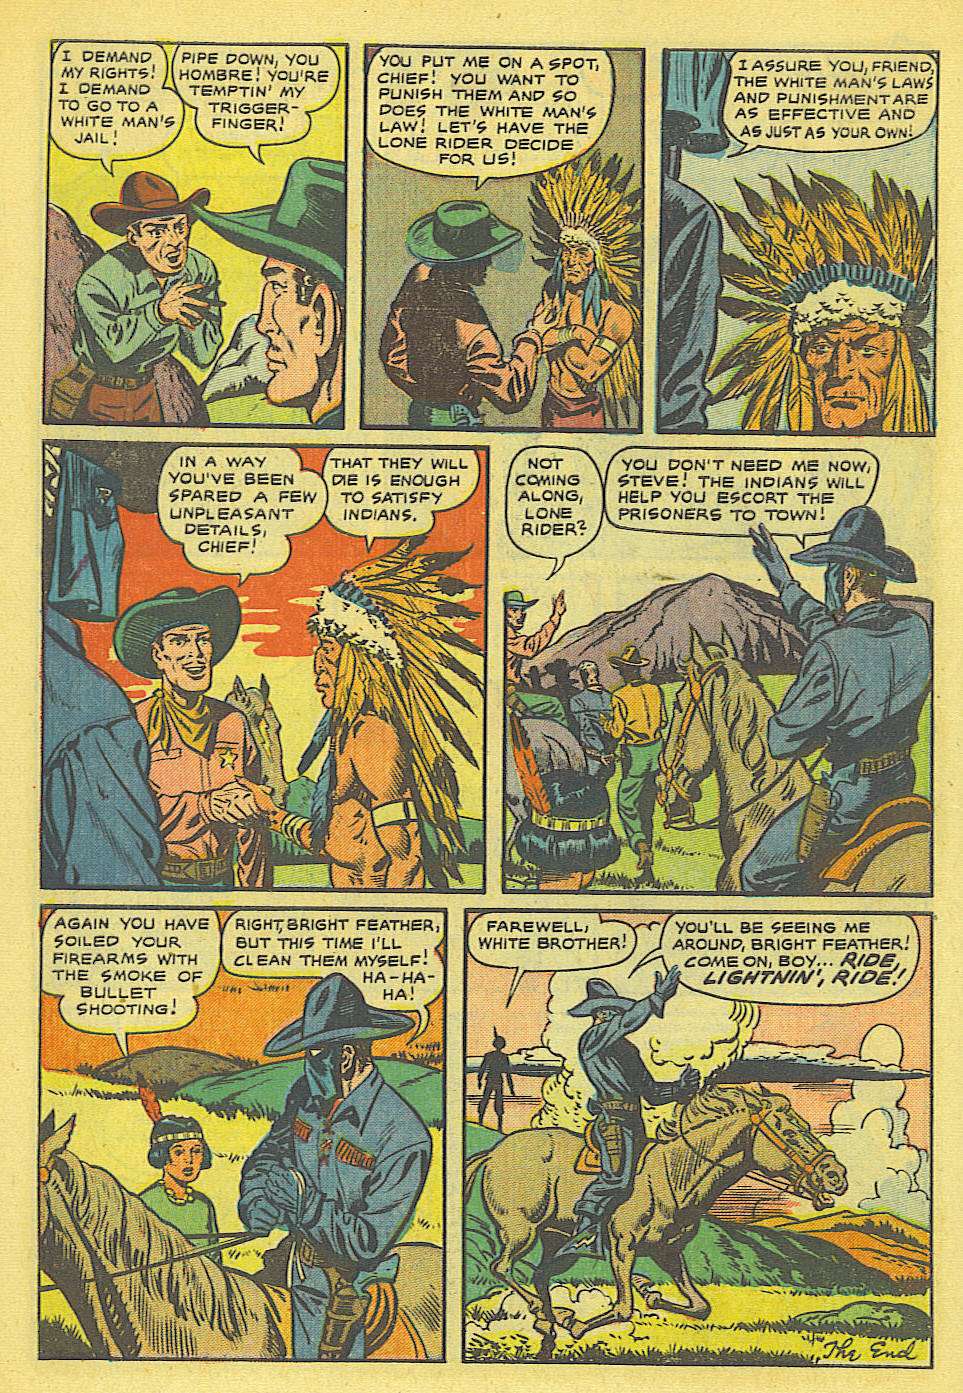 I DEMAND
MY RIGHTS!
I DEMAND
TO GO TO A
WHITE MAN'S
JAIL!
PIPE DOWN, YOU
HOMBRE! YOU'RE
TEMPTIN' MY
TRIGGER-
FINGER!
YOU PUT ME ON A SPOT,
CHIEF! YOU WANT TO
PUNISH THEM AND SO
DOES THE WHITE MAN'S
LAW! LET'S HAVE THE
LONE RIDER DECIDE
FOR US!
I ASSURE YOU, FRIEND,
THE WHITE MAN'S LAWS
AND PUNISHMENT ARE
AS EFFECTIVE AND
AS JUST AS YOUR OWN!
IN A WAY
YOU'VE BEEN
SPARED A FEW
UNPLEASANT
DETAILS,
CHIEF!
THAT THEY WILL
DIE IS ENOUGH
TO SATISFY
INDIANS.
NOT
COMING
ALONG,
LONE
RIDER?
YOU DON'T NEED ME NOW,
STEVE! THE INDIANS WILL
HELP YOU ESCORT THE
PRISONERS TO TOWN!
AGAIN YOU HAVE
SOILED YOUR
FIREARMS WITH
THE SMOKE OF
BULLET
SHOOTING!
RIGHT, BRIGHT FEATHER,
BUT THIS TIME I'LL
CLEAN THEM MYSELF!
HA-HA-
HA!
FAREWELL,
WHITE BROTHER!
YOU'LL BE SEEING ME
AROUND, BRIGHT FEATHER!
COME ON, BOY... RIDE,
LIGHTNIN', RIDE!
The End